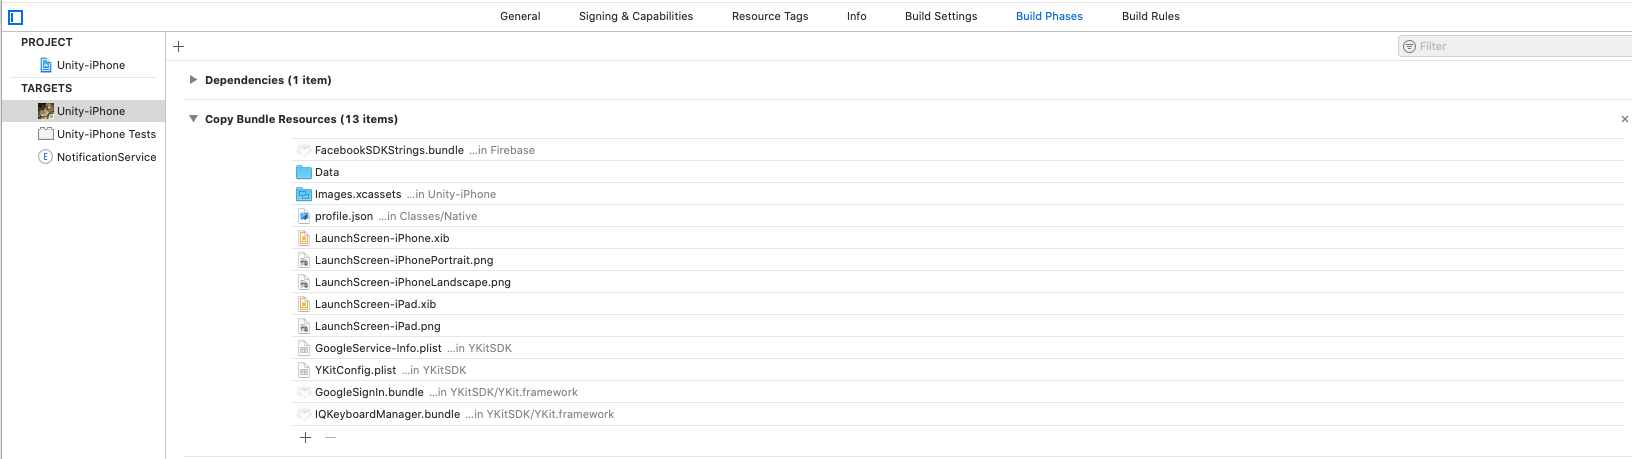 General Signing & Capabilities Resource Tags Info Build Settings Build Phases Build Rules
PROJECT
Unity-iPhone
TARGETS
Unity-iPhone
Unity-iPhone Tests
NotificationService
Filter
Dependencies (1 item)
Copy Bundle Resources (13 items)
FacebookSDKStrings.bundle ...in Firebase
Data
Images.xcassets ...in Unity-iPhone
profile.json ...in Classes/Native
LaunchScreen-iPhone.xib
LaunchScreen-iPhonePortrait.png
LaunchScreen-iPhoneLandscape.png
LaunchScreen-iPad.xib
LaunchScreen-iPad.png
GoogleService-Info.plist ...in YKitSDK
YKitConfig.plist ...in YKitSDK
GoogleSignIn.bundle ...in YKitSDK/YKit.framework
IQKeyboardManager.bundle ...in YKitSDK/YKit.framework